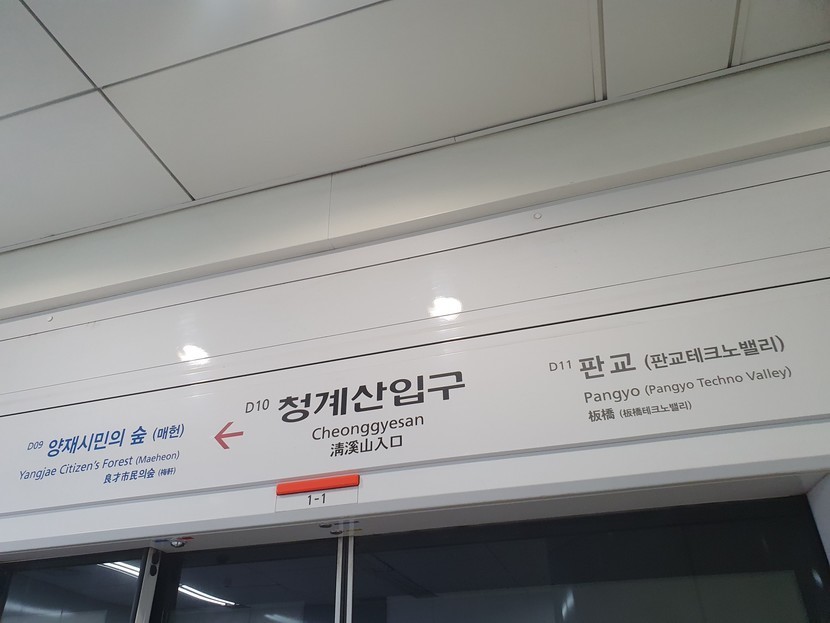 D09 양재시민의 숲 (매헌)
Yangjae Citizen's Forest (Maeheon)
良才市民의会 (梅軒)
D10 청계산입구
Cheonggyesan
淸溪山入口
1-1
D11 판교 (판교테크노밸리)
Pangyo (Pangyo Techno Valley)
板橋 (板橋테크노밸리)